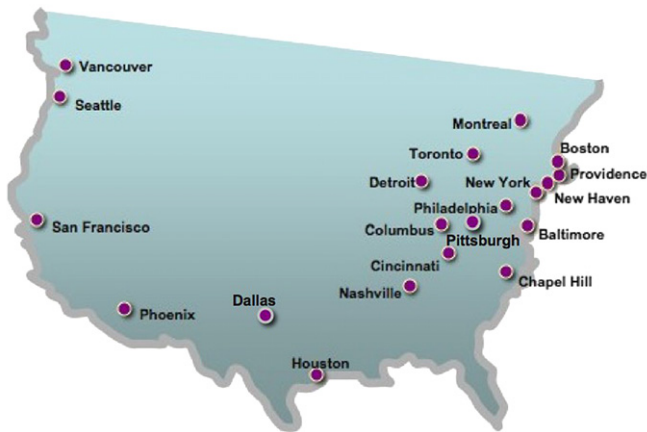 Vancouver
Seattle
Montreal
Boston
Toronto
Providence
Detroit
New York
New Haven
Philadelphia
San Francisco
Columbus
Baltimore
Pittsburgh
Cincinnati
Chapel Hill
Nashville
Dallas
Phoenix
Houston